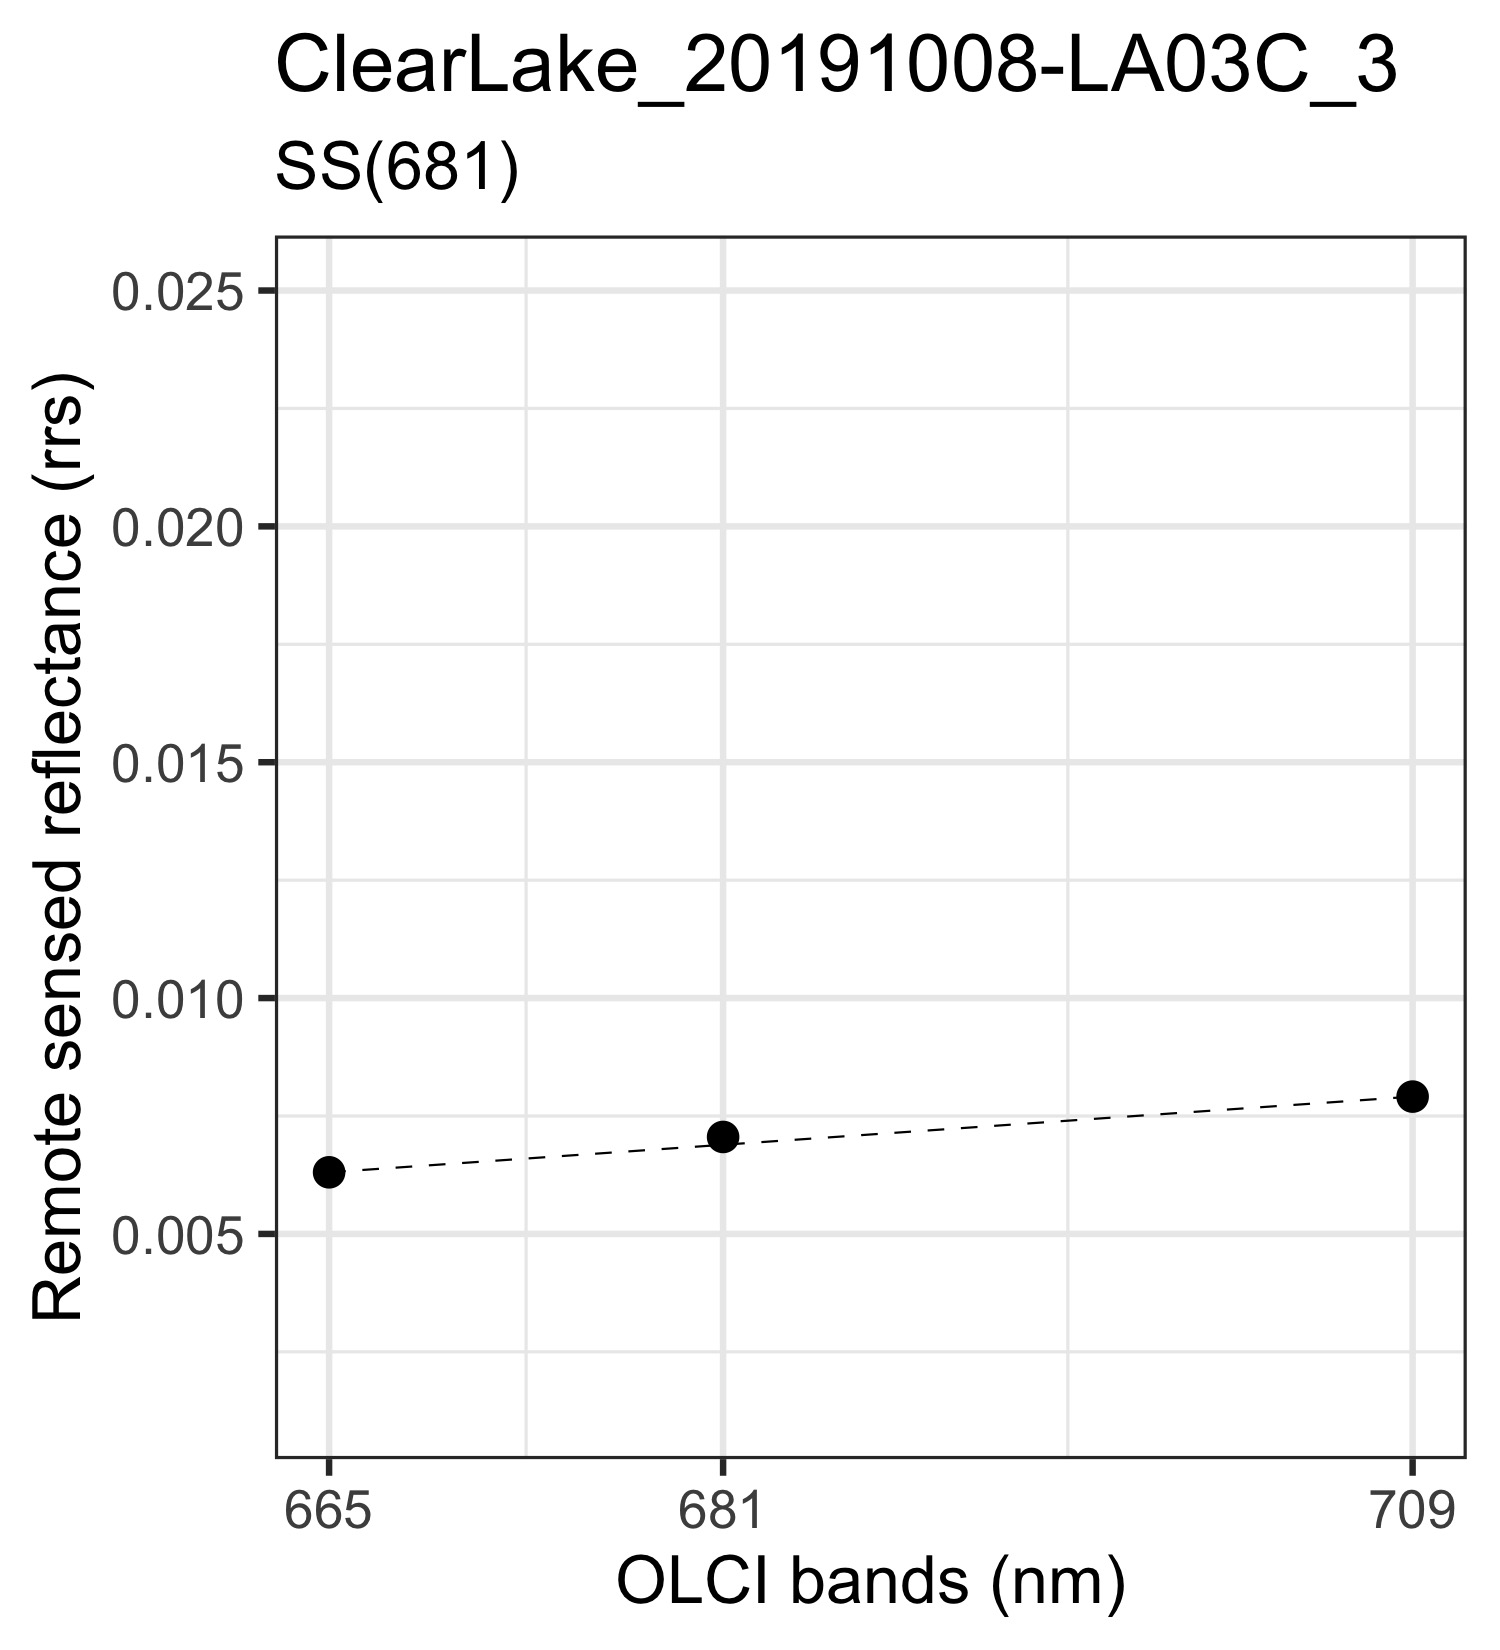 ClearLake_20191008-LA03C_3
SS(681)
Remote sensed reflectance (rrs)
0.025
0.020
0.015
0.010
0.005
665 681 709
OLCI bands (nm)